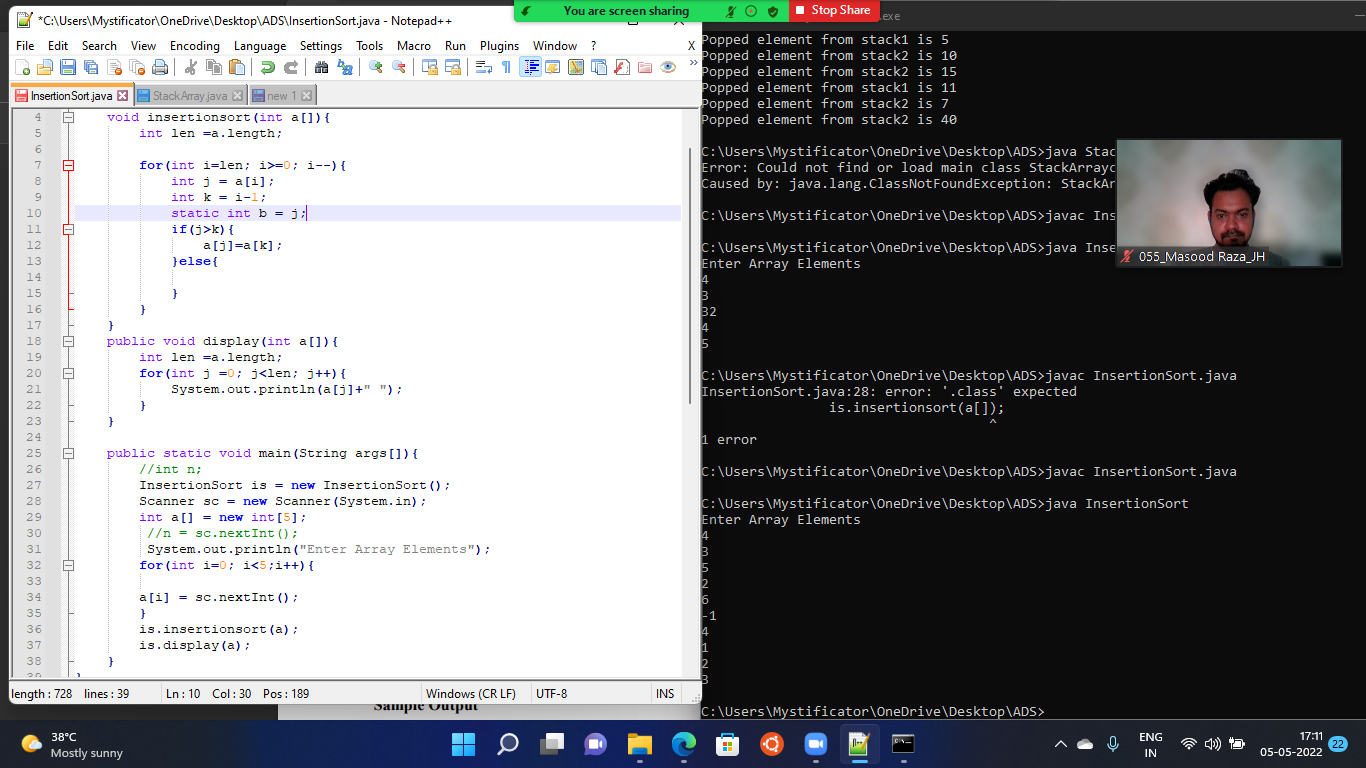 *C:\Users\Mystificator\OneDrive\Desktop\ADS\InsertionSort.java - Notepad++
You are screen sharing
Stop Share
File Edit Search View Encoding Language Settings Tools Macro Run Plugins Window ? X
InsertionSort.java StackArray.java new 1
4 void insertionsort(int a[]){
5 int len =a.length;
6
7 for(int i=len; i>=0; i--){
8 int j = a[i];
9 int k = i-1;
10 static int b = j;
11 if(j>k){
12 a[j]=a[k];
13 }else{
14
15 }
16 }
17 }
18 public void display(int a[]){
19 int len =a.length;
20 for(int j =0; j<len; j++){
21 System.out.println(a[j]+" ");
22 }
23 }
24
25 public static void main(String args[]){
26 //int n;
27 InsertionSort is = new InsertionSort();
28 Scanner sc = new Scanner(System.in);
29 int a[] = new int[5];
30 //n = sc.nextInt();
31 System.out.println("Enter Array Elements");
32 for(int i=0; i<5;i++){
33
34 a[i] = sc.nextInt();
35 }
36 is.insertionsort(a);
37 is.display(a);
38 }
39 }
length : 728 lines : 39 Ln : 10 Col : 30 Pos : 189 Windows (CR LF) UTF-8 INS
Sample Output
.exe
Popped element from stack1 is 5
Popped element from stack2 is 10
Popped element from stack2 is 15
Popped element from stack1 is 11
Popped element from stack2 is 7
Popped element from stack2 is 40
C:\Users\Mystificator\OneDrive\Desktop\ADS>java Stac
Error: Could not find or load main class StackArrayc
Caused by: java.lang.ClassNotFoundException: StackAr
C:\Users\Mystificator\OneDrive\Desktop\ADS>javac Ins
C:\Users\Mystificator\OneDrive\Desktop\ADS>java Inse
Enter Array Elements
4
3
32
4
5
C:\Users\Mystificator\OneDrive\Desktop\ADS>javac InsertionSort.java
InsertionSort.java:28: error: '.class' expected
is.insertionsort(a[]);
^
1 error
C:\Users\Mystificator\OneDrive\Desktop\ADS>javac InsertionSort.java
C:\Users\Mystificator\OneDrive\Desktop\ADS>java InsertionSort
Enter Array Elements
4
3
5
2
6
-1
4
1
2
3
C:\Users\Mystificator\OneDrive\Desktop\ADS>
055_Masood Raza_JH
38°C
Mostly sunny
ENG
IN
17:11
05-05-2022
22